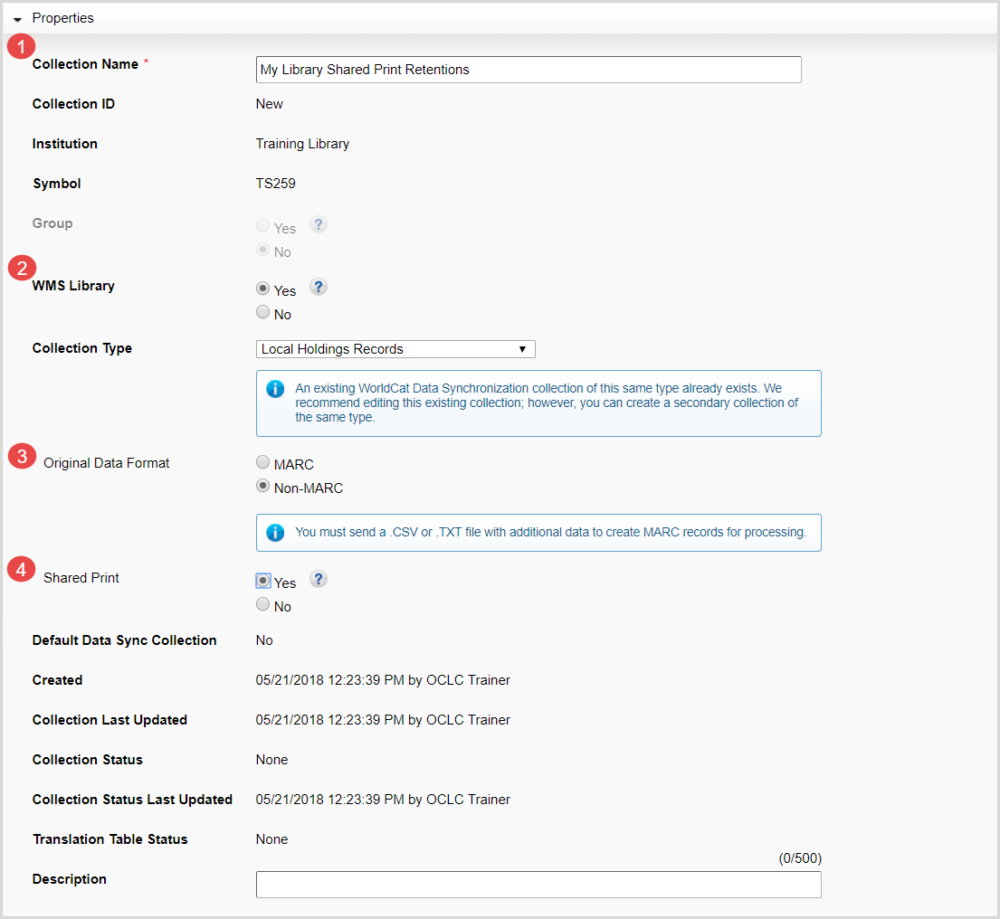 Properties
1
Collection Name * My Library Shared Print Retentions
Collection ID New
Institution Training Library
Symbol TS259
Group Yes ?
No
2
WMS Library Yes ?
No
Collection Type Local Holdings Records
i An existing WorldCat Data Synchronization collection of this same type already exists. We
recommend editing this existing collection; however, you can create a secondary collection of
the same type.
3
Original Data Format MARC
Non-MARC
i You must send a .CSV or .TXT file with additional data to create MARC records for processing.
4
Shared Print Yes ?
No
Default Data Sync Collection No
Created 05/21/2018 12:23:39 PM by OCLC Trainer
Collection Last Updated 05/21/2018 12:23:39 PM by OCLC Trainer
Collection Status None
Collection Status Last Updated 05/21/2018 12:23:39 PM by OCLC Trainer
Translation Table Status None
(0/500)
Description